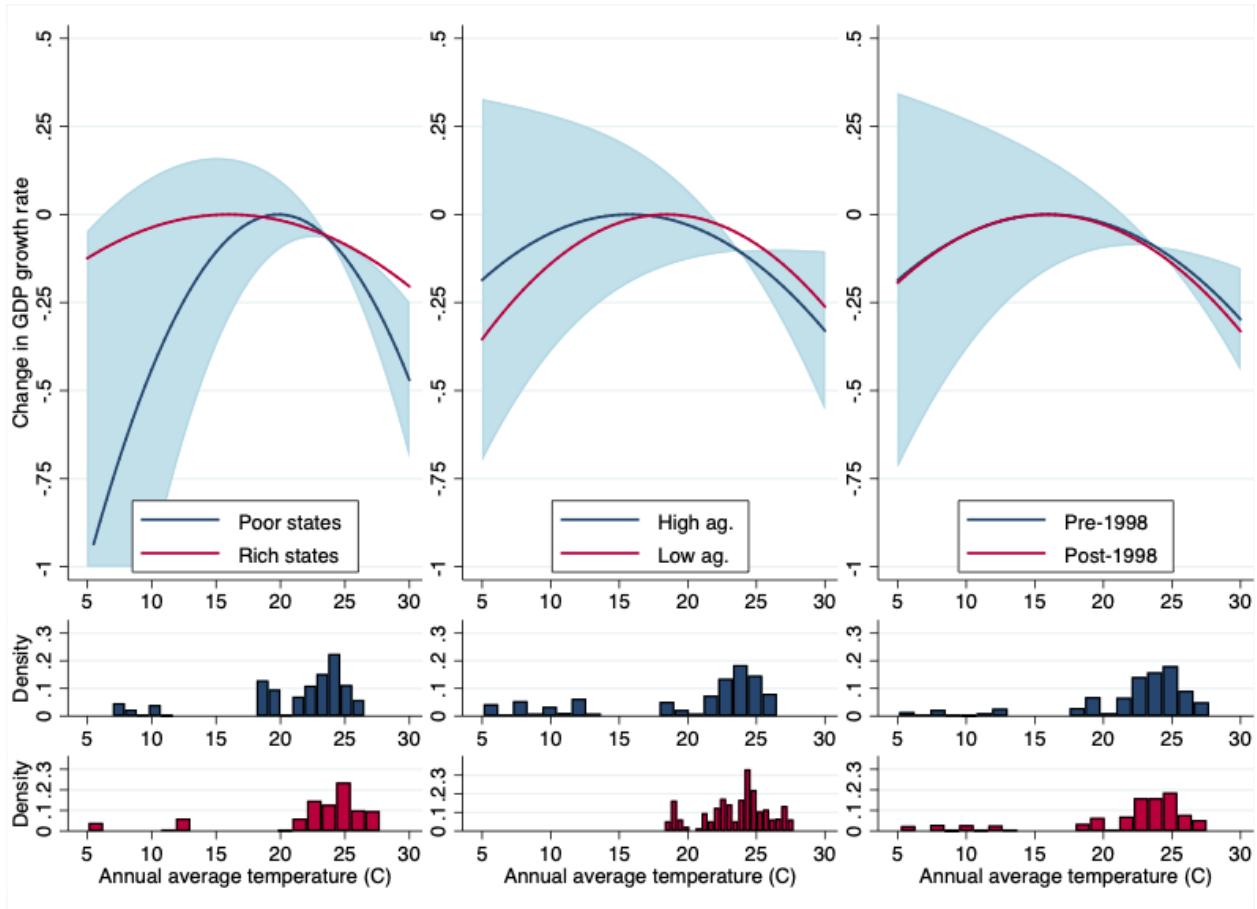 Change in GDP growth rate
.5
.25
0
-.25
-.5
-.75
-1
5 10 15 20 25 30
Poor states
Rich states
.5
.25
0
-.25
-.5
-.75
-1
5 10 15 20 25 30
High ag.
Low ag.
.5
.25
0
-.25
-.5
-.75
-1
5 10 15 20 25 30
Pre-1998
Post-1998
Density
0 .1 .2 .3
5 10 15 20 25 30
0 .1 .2 .3
5 10 15 20 25 30
0 .1 .2 .3
5 10 15 20 25 30
Density
0 .1 .2 .3
5 10 15 20 25 30
Annual average temperature (C)
0 .1 .2 .3
5 10 15 20 25 30
Annual average temperature (C)
0 .1 .2 .3
5 10 15 20 25 30
Annual average temperature (C)